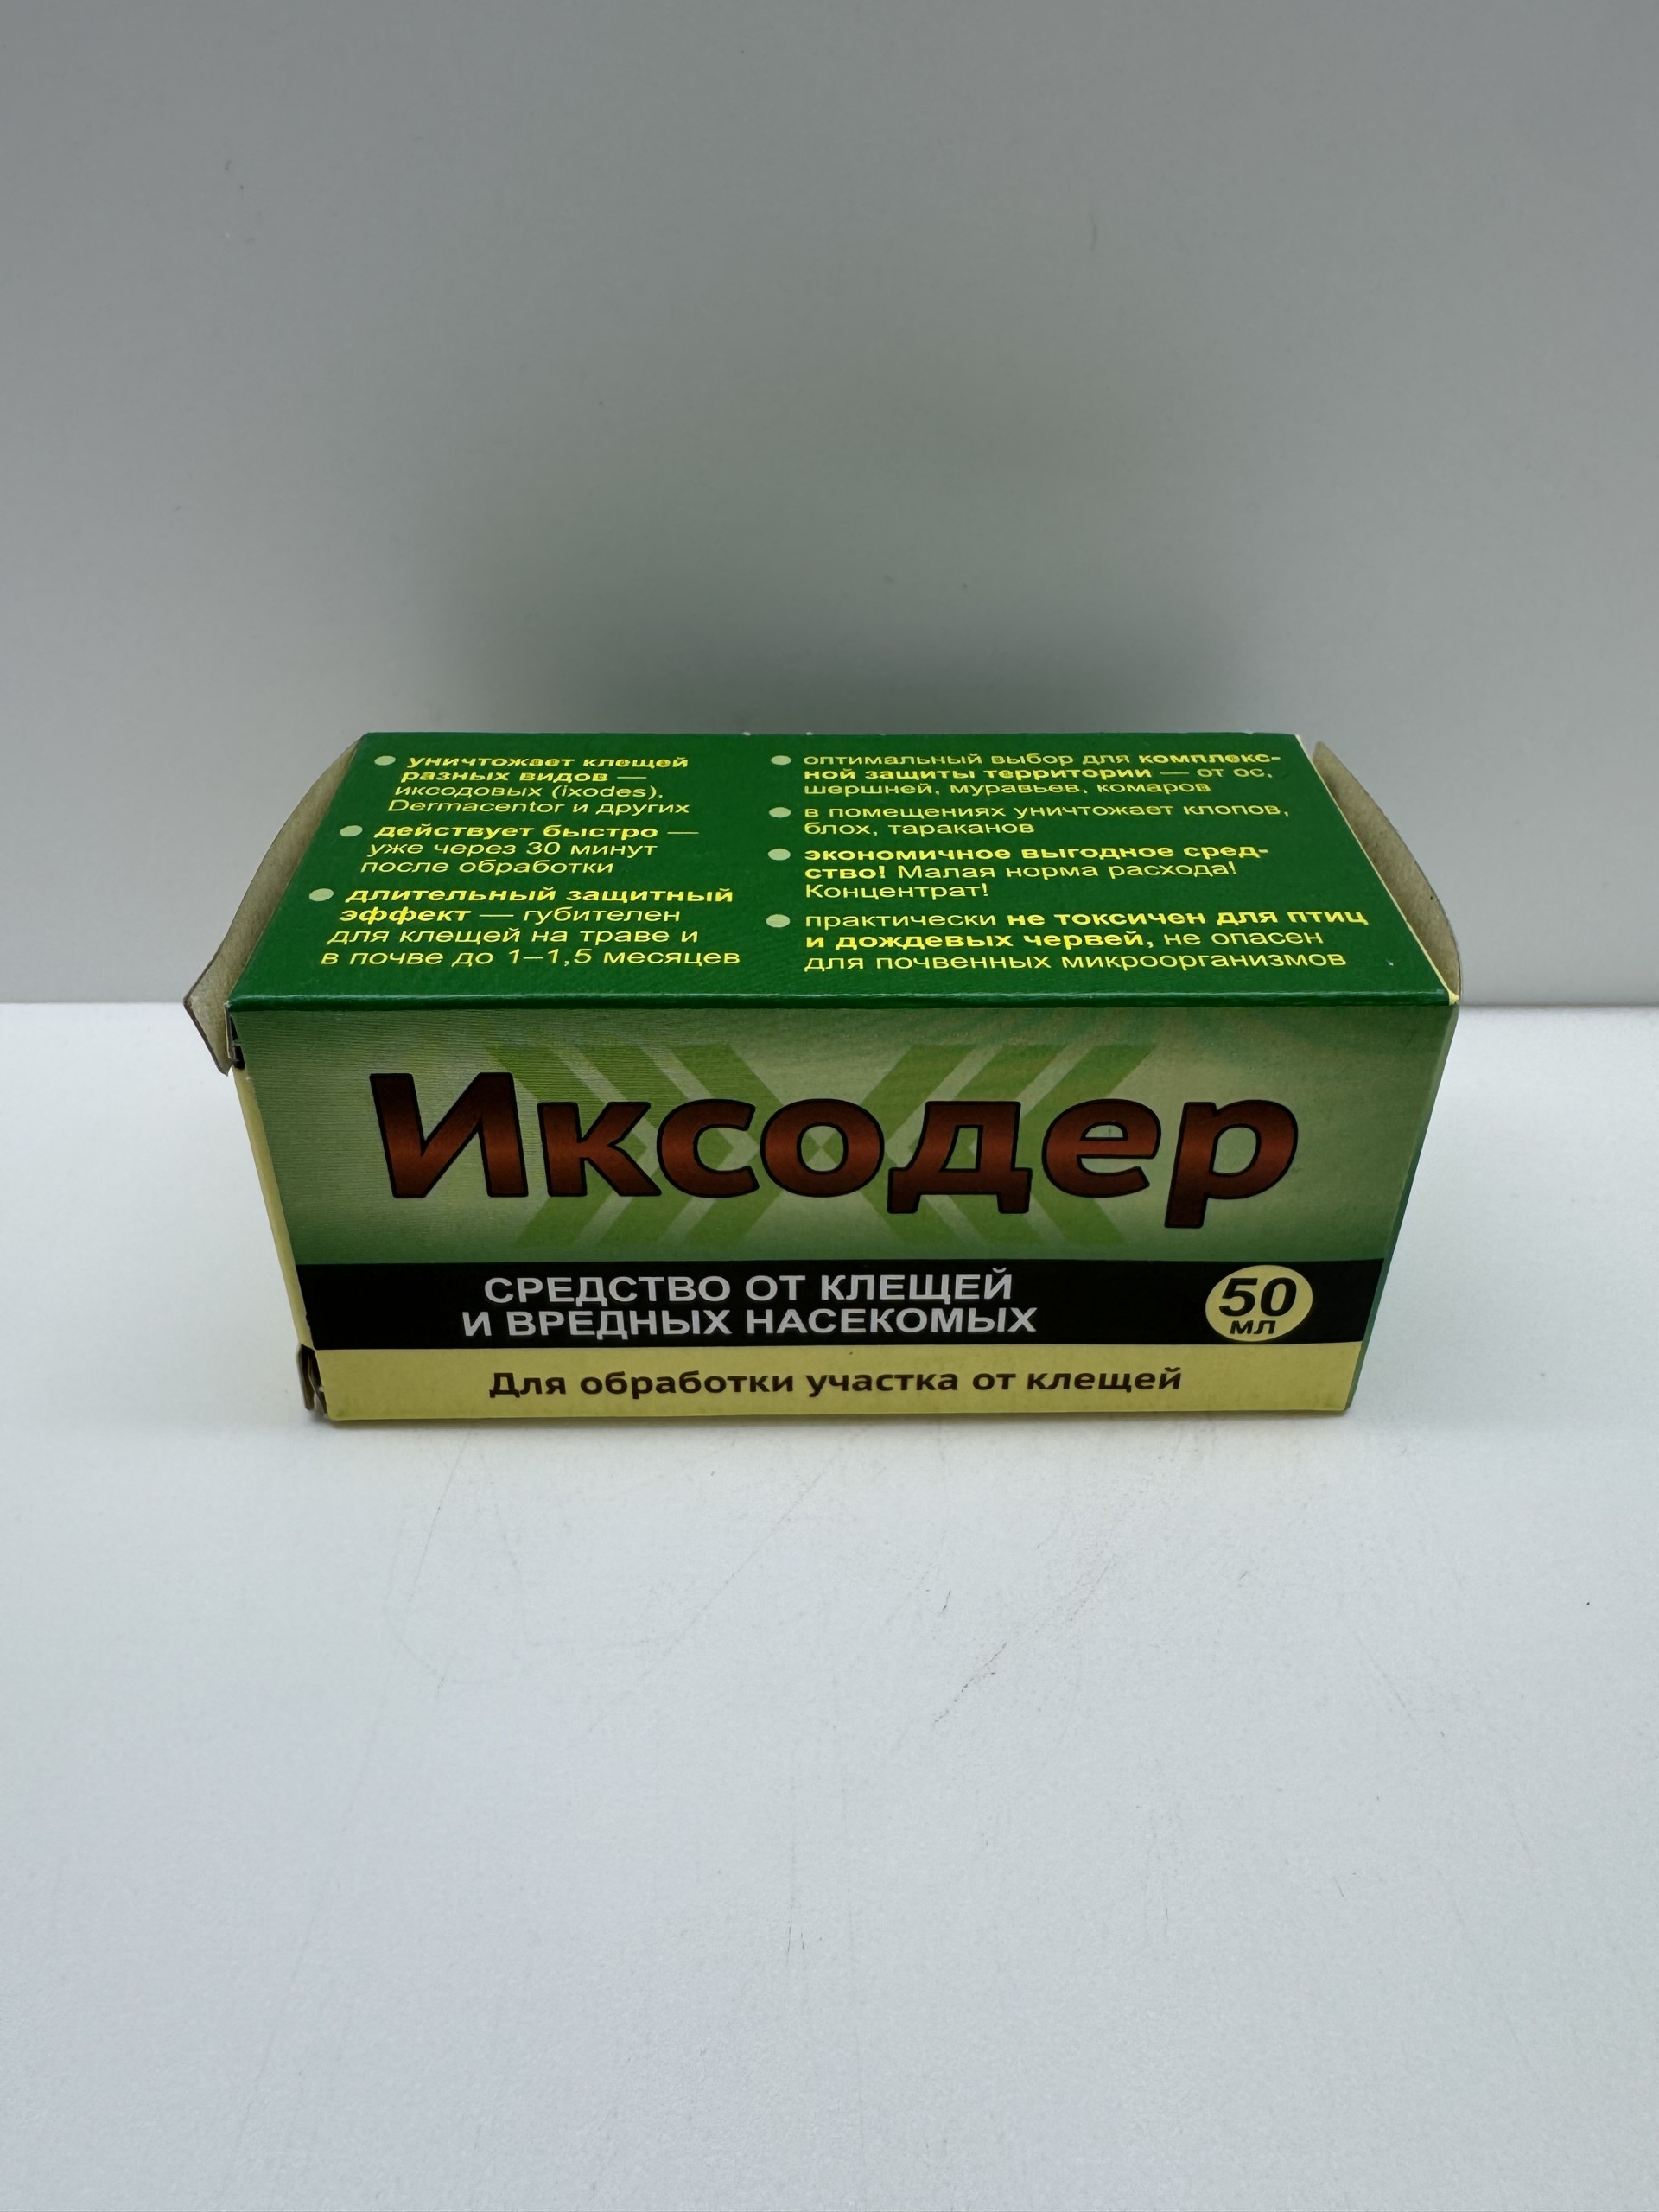 уничтожает клещей
разных видов —
иксодовых (ixodes),
Dermacentor и других
действует быстро —
уже через 30 минут
после обработки
длительный защитный
эффект — губителен
для клещей на траве и
в почве до 1–1,5 месяцев
оптимальный выбор для комплекс-
ной защиты территории — от ос,
шершней, муравьев, комаров
в помещениях уничтожает клопов,
блох, тараканов
экономичное выгодное сред-
ство! Малая норма расхода!
Концентрат!
практически не токсичен для птиц
и дождевых червей, не опасен
для почвенных микроорганизмов
Иксодер
СРЕДСТВО ОТ КЛЕЩЕЙ
И ВРЕДНЫХ НАСЕКОМЫХ
50
мл
Для обработки участка от клещей